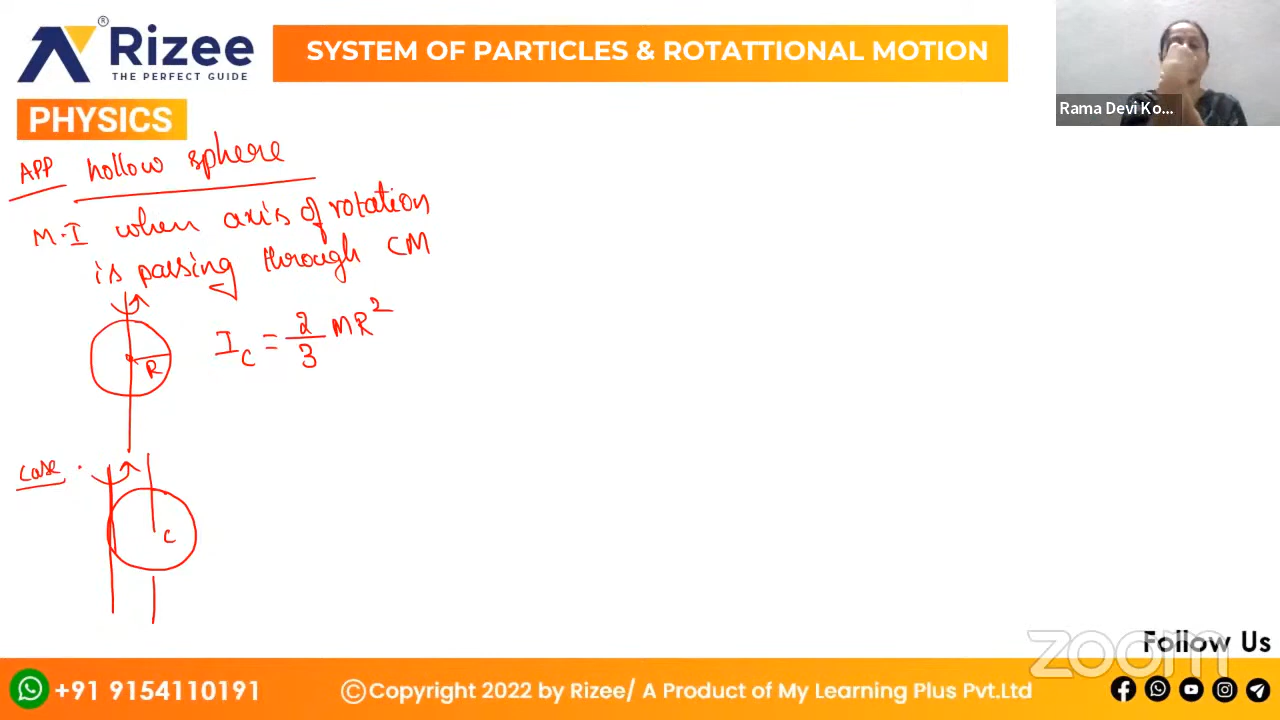 Rizee®
THE PERFECT GUIDE
SYSTEM OF PARTICLES & ROTATTIONAL MOTION
Rama Devi Ko...
PHYSICS
APP hollow sphere
M.I when axis of rotation
is passing through CM
R
I_C = 2/3 MR²
Case
C
zoom
Follow Us
+91 9154110191
©Copyright 2022 by Rizee/ A Product of My Learning Plus Pvt.Ltd